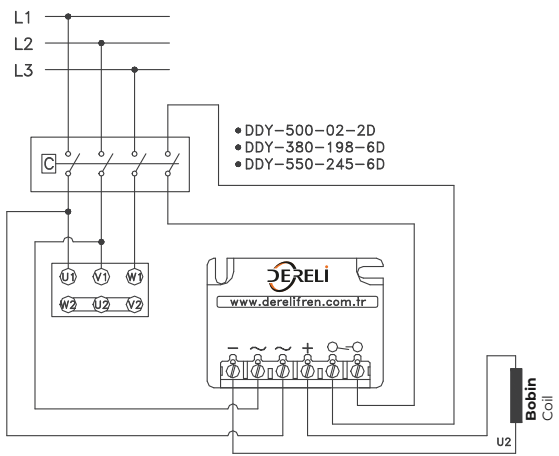 L1
L2
L3
• DDY-500-02-2D
• DDY-380-198-6D
• DDY-550-245-6D
C
U1 V1 W1
W2 U2 V2
DERELİ
www.derelifren.com.tr
− ~ ~ +
Bobin
Coil
U2